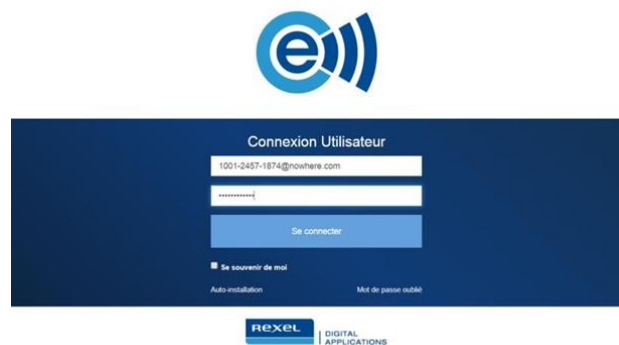 e
Connexion Utilisateur
1001-2457-1874@nowhere.com
Se connecter
Se souvenir de moi
Auto-installation Mot de passe oublié
REXEL
DIGITAL
APPLICATIONS